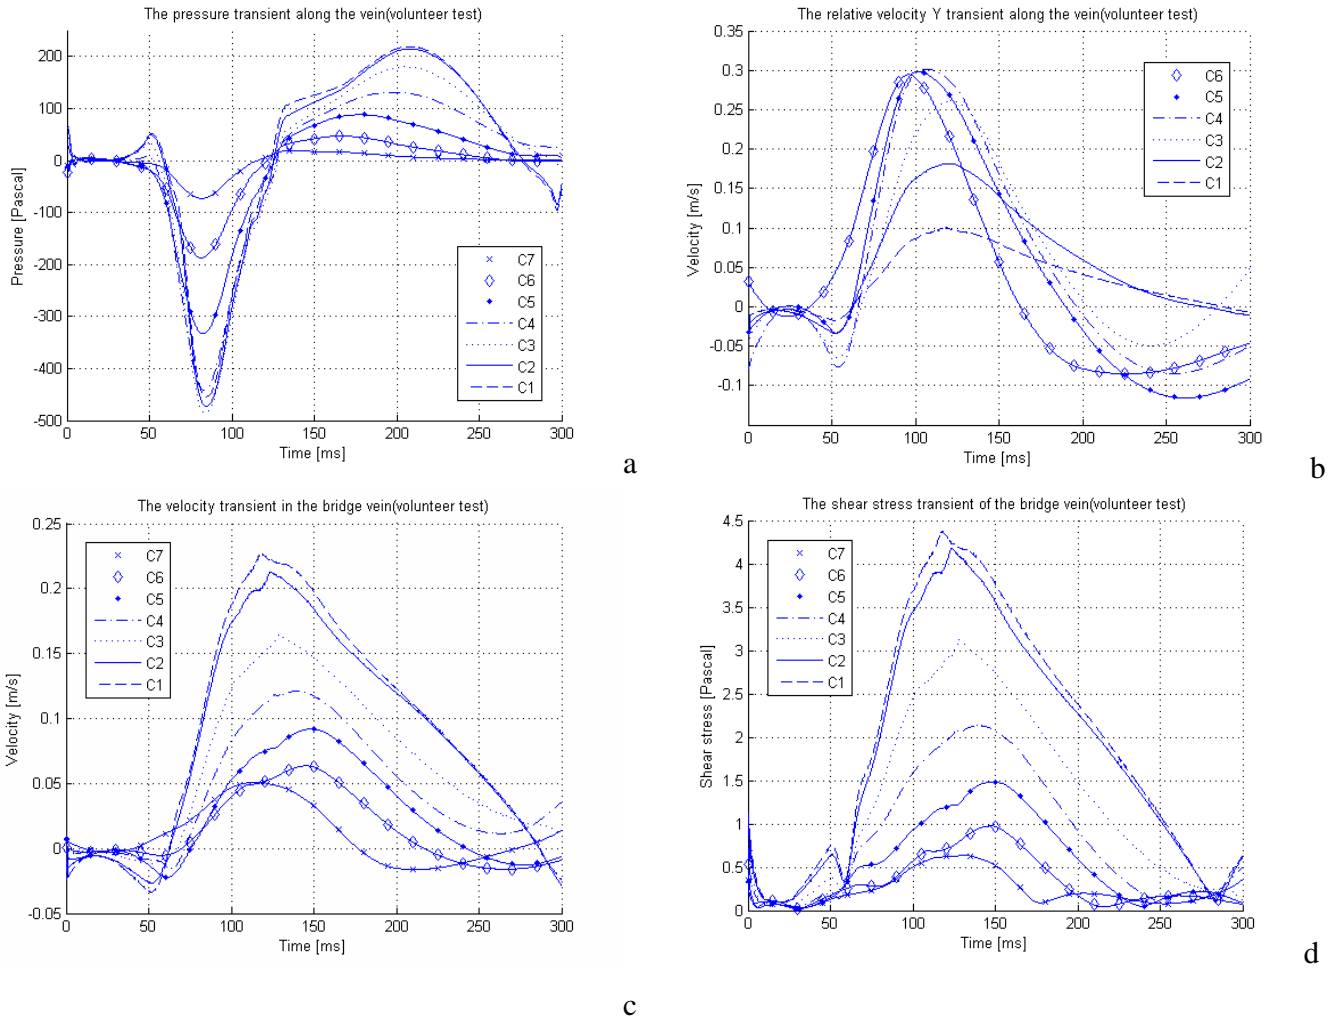 The pressure transient along the vein(volunteer test)
200
100
0
-100
-200
-300
-400
-500
Pressure [Pascal]
C7
C6
C5
C4
C3
C2
C1
0 50 100 150 200 250 300
Time [ms]
a
The relative velocity Y transient along the vein(volunteer test)
0.35
0.3
0.25
0.2
0.15
0.1
0.05
0
-0.05
-0.1
Velocity [m/s]
C6
C5
C4
C3
C2
C1
0 50 100 150 200 250 300
Time [ms]
b
The velocity transient in the bridge vein(volunteer test)
0.25
0.2
0.15
0.1
0.05
0
-0.05
Velocity [m/s]
C7
C6
C5
C4
C3
C2
C1
0 50 100 150 200 250 300
Time [ms]
c
The shear stress transient of the bridge vein(volunteer test)
4.5
4
3.5
3
2.5
2
1.5
1
0.5
0
Shear stress [Pascal]
C7
C6
C5
C4
C3
C2
C1
0 50 100 150 200 250 300
Time [ms]
d